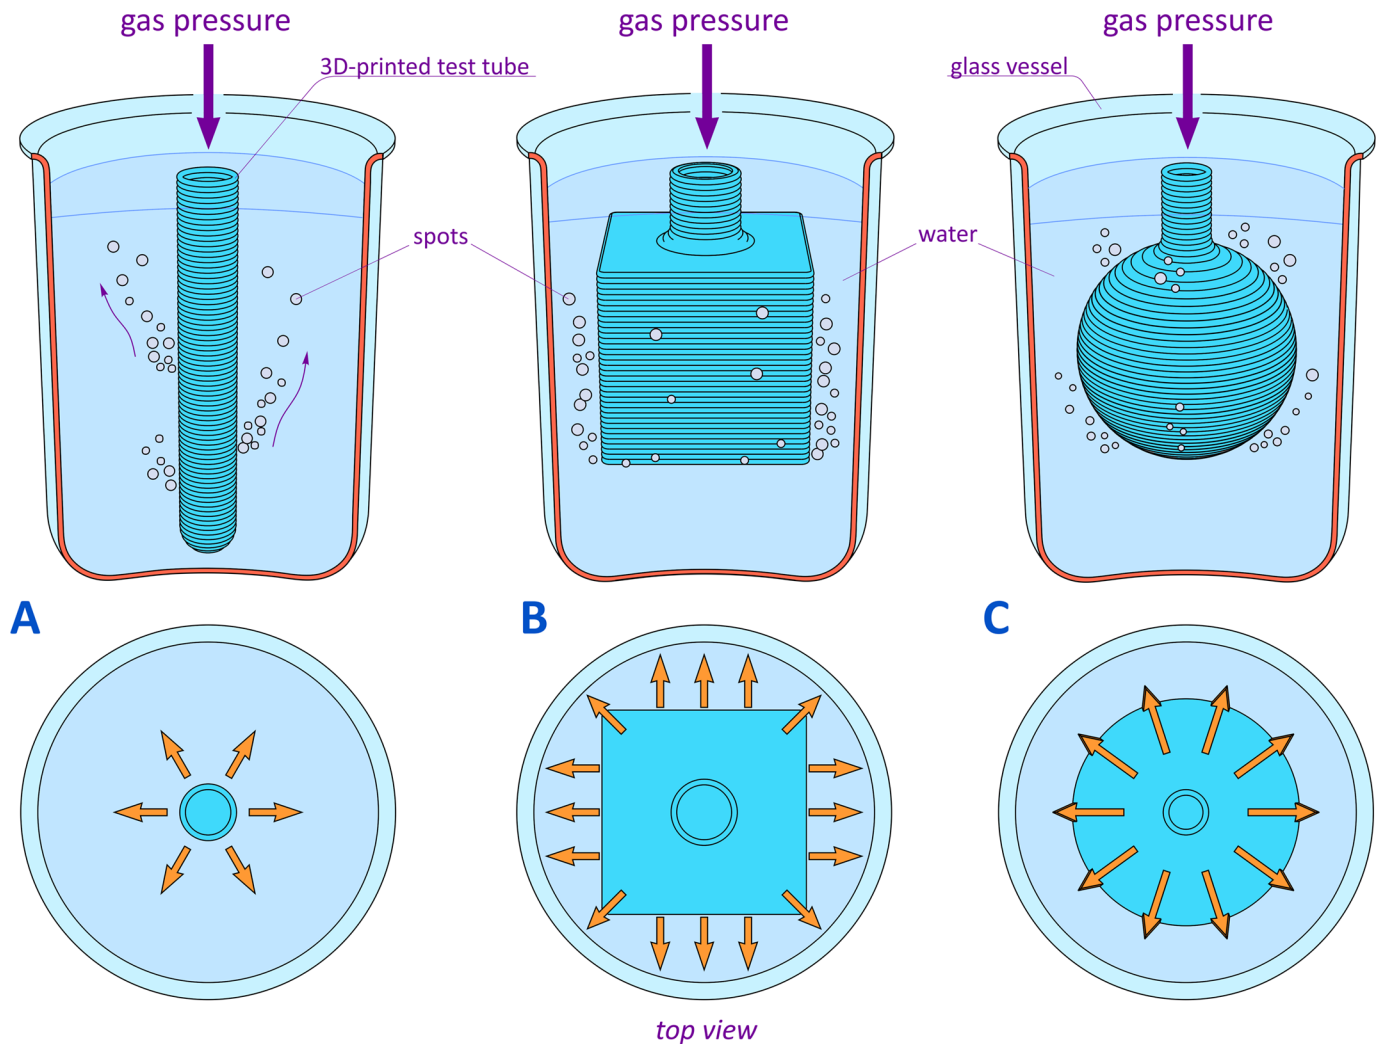 gas pressure
gas pressure
gas pressure
3D-printed test tube
glass vessel
spots
water
A
B
C
top view